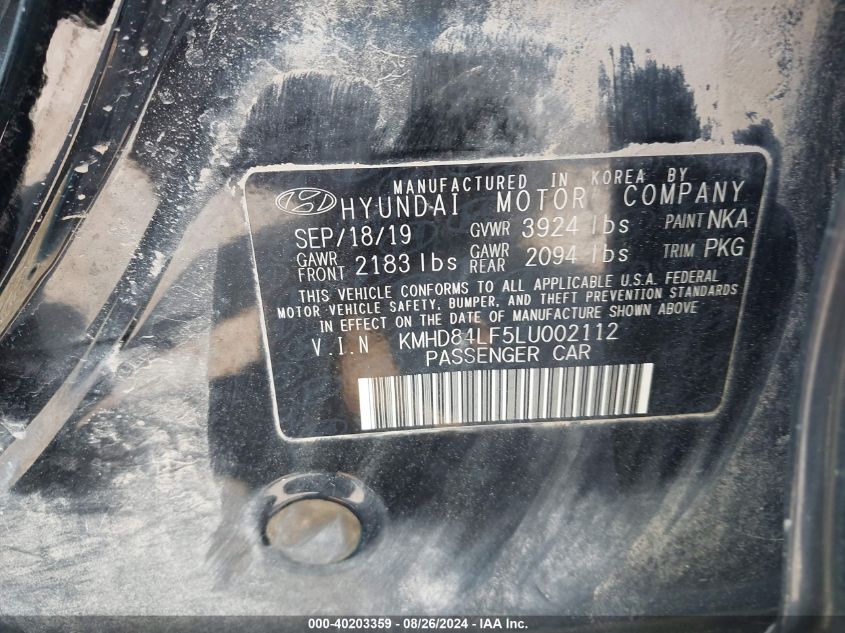 MANUFACTURED IN KOREA BY
HYUNDAI MOTOR COMPANY
SEP/18/19 GVWR 3924 lbs PAINT NKA
GAWR FRONT 2183 lbs GAWR REAR 2094 lbs TRIM PKG
THIS VEHICLE CONFORMS TO ALL APPLICABLE U.S.A. FEDERAL
MOTOR VEHICLE SAFETY, BUMPER, AND THEFT PREVENTION STANDARDS
IN EFFECT ON THE DATE OF MANUFACTURE SHOWN ABOVE
V.I.N KMHD84LF5LU002112
PASSENGER CAR
000-40203359 | 08/26/2024 - IAA Inc.